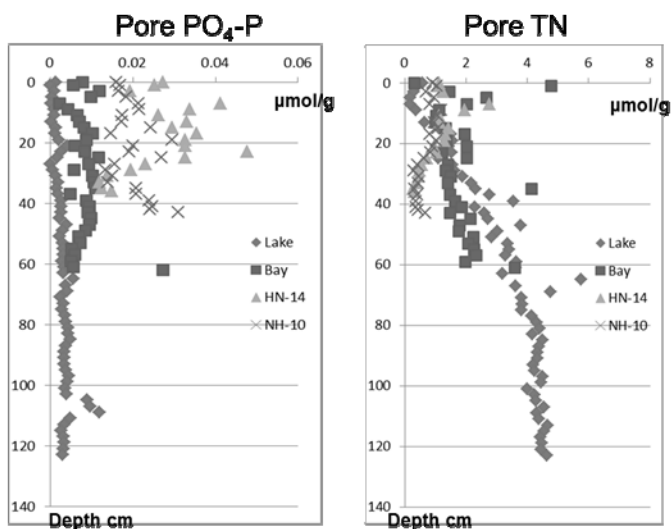 Pore PO₄-P
0 0.02 0.04 0.06
µmol/g
0
20
40
60
80
100
120
140
Lake
Bay
HN-14
NH-10
Depth cm
Pore TN
0 2 4 6 8
µmol/g
0
20
40
60
80
100
120
140
Lake
Bay
HN-14
NH-10
Depth cm